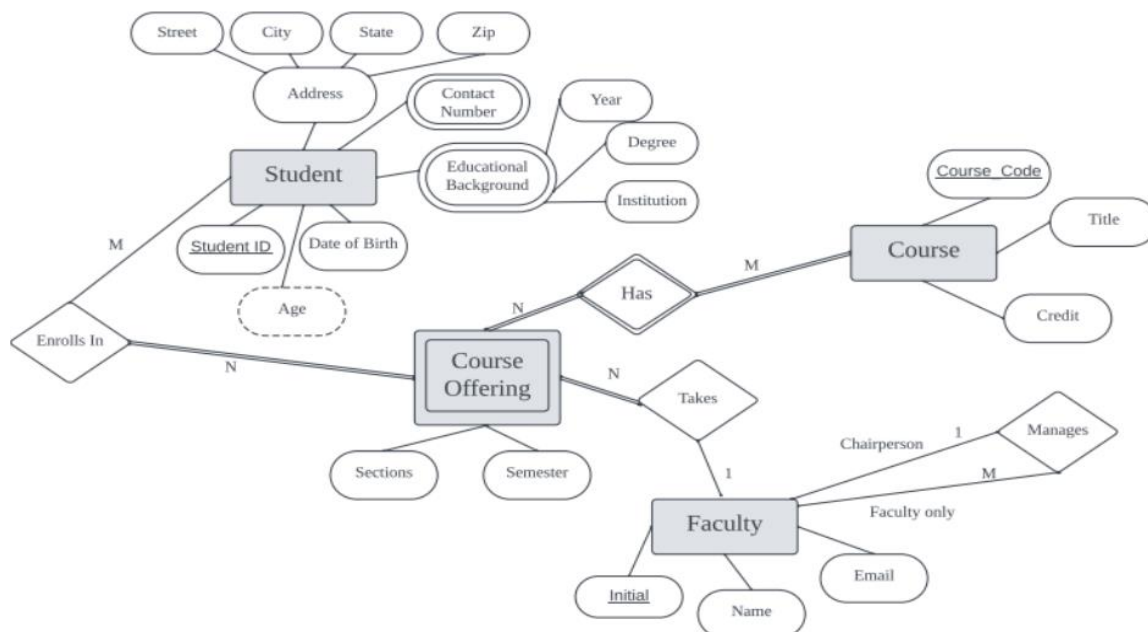 Street
City
State
Zip
Address
Contact
Number
Year
Degree
Educational
Background
Institution
Student
Student ID
Date of Birth
Age
Course_Code
Title
Course
Credit
M
Has
M
N
Enrolls In
N
Course
Offering
N
Takes
1
Sections
Semester
Chairperson
1
Manages
M
Faculty only
Faculty
Initial
Name
Email